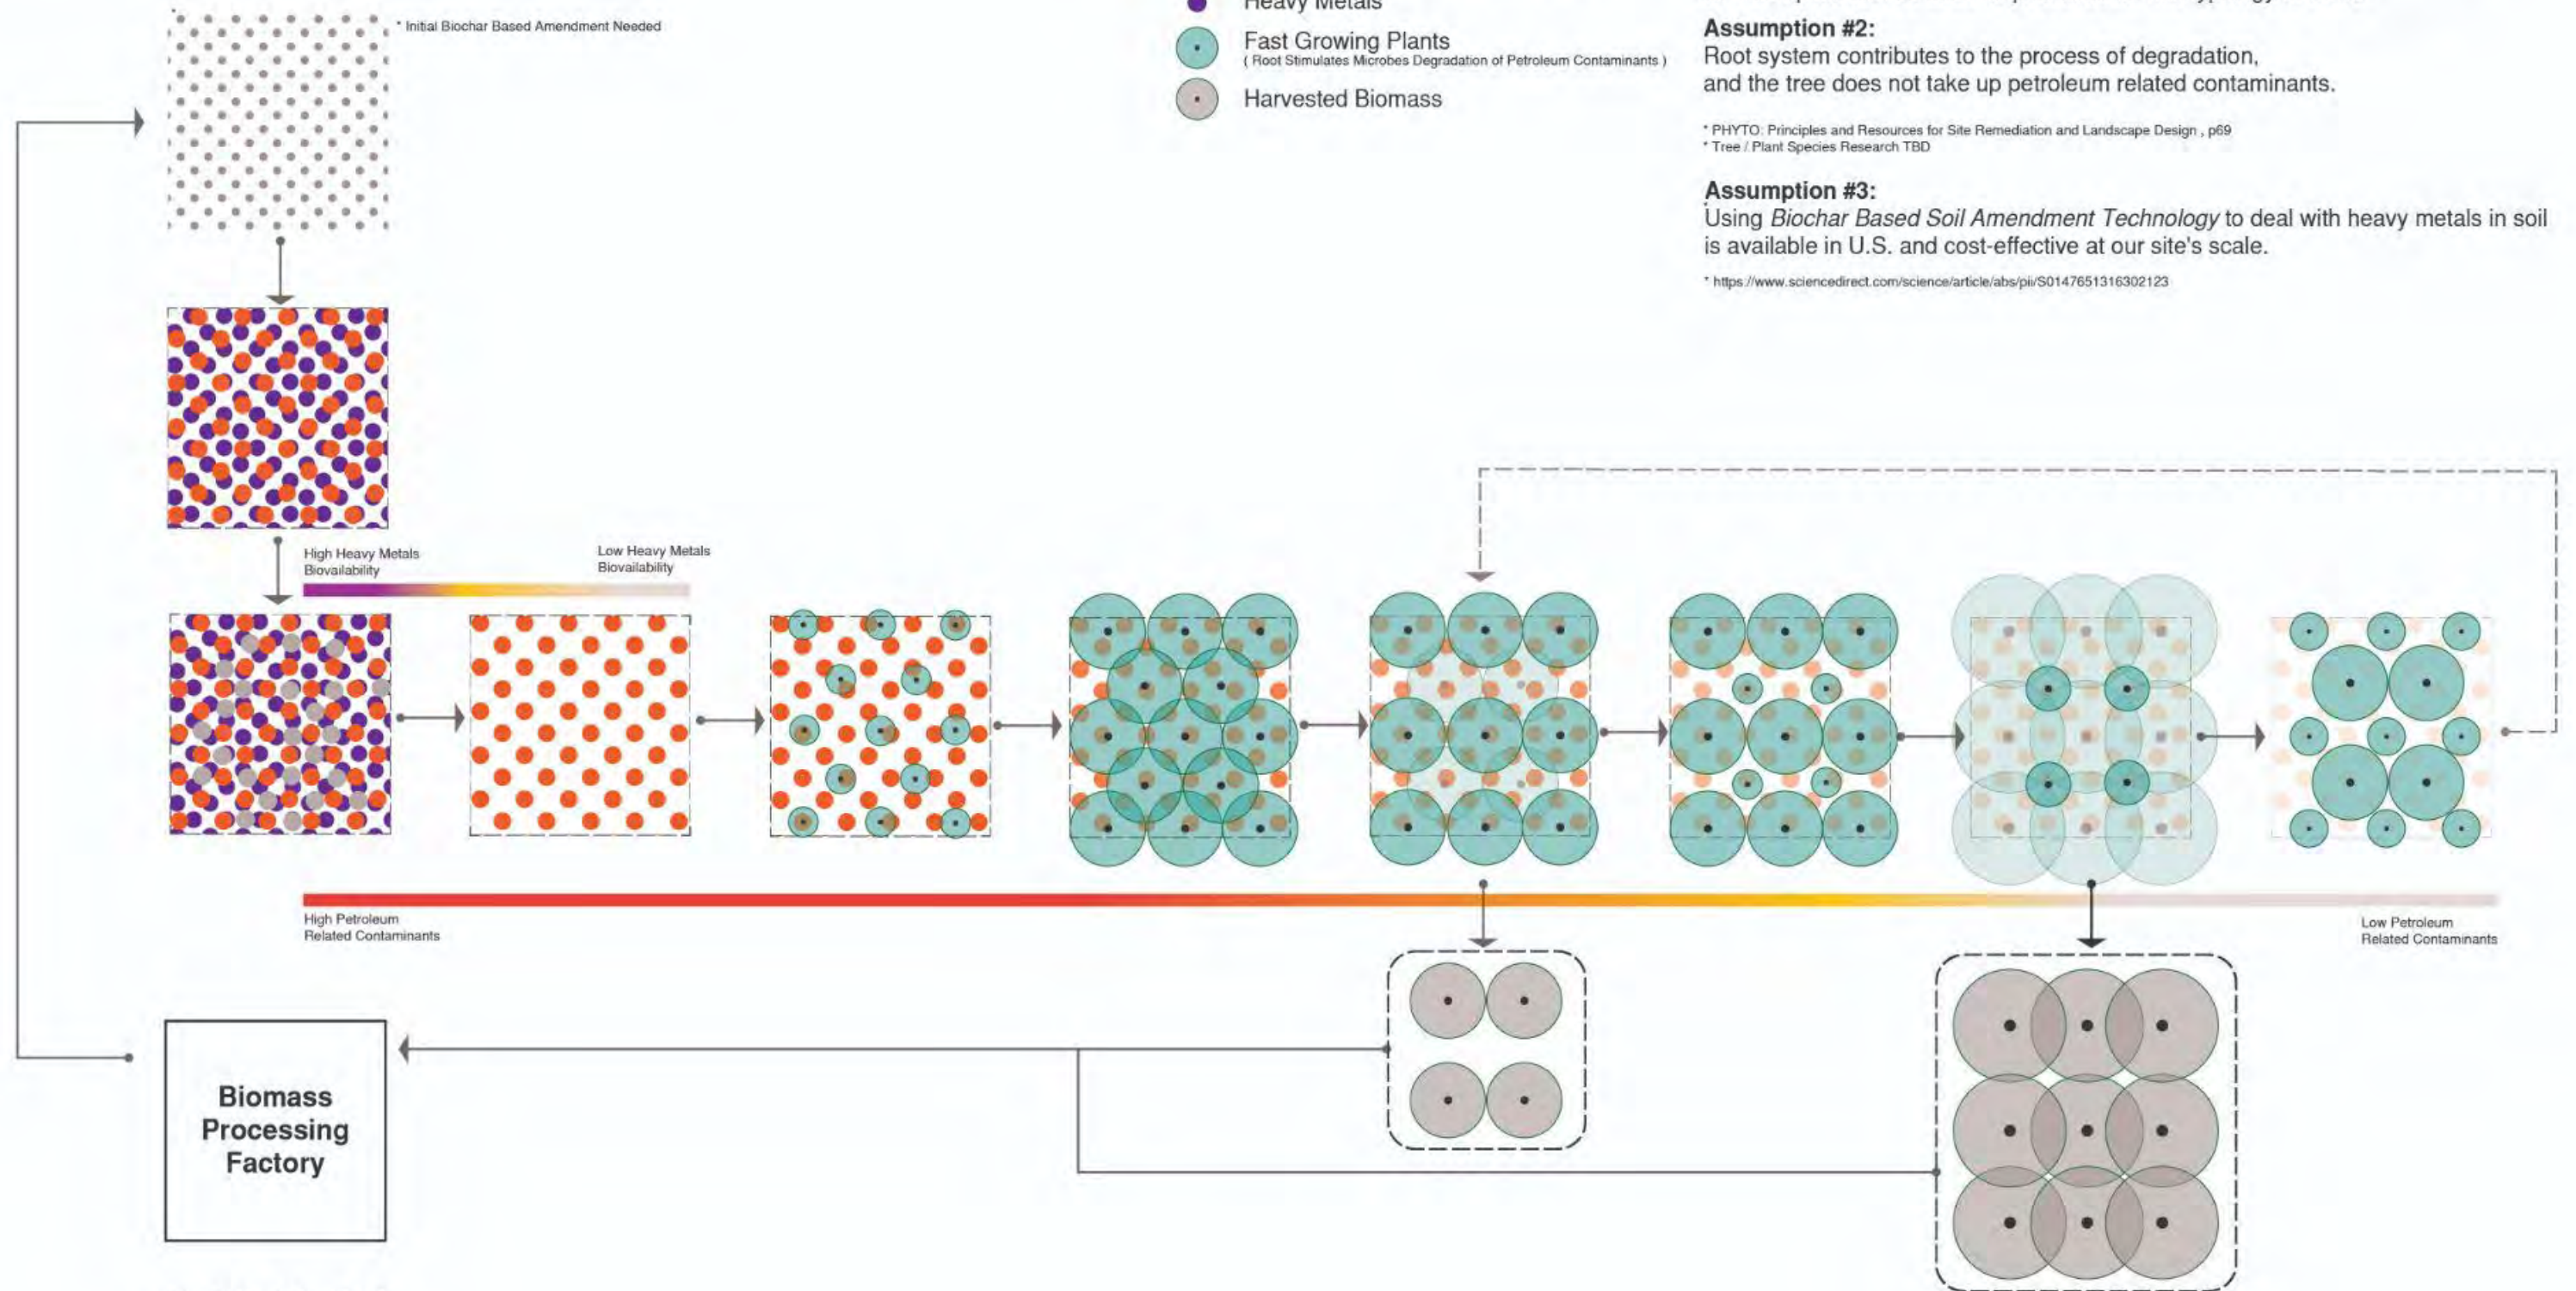 * Initial Biochar Based Amendment Needed
Heavy Metals
Fast Growing Plants
( Root Stimulates Microbes Degradation of Petroleum Contaminants )
Harvested Biomass
Assumption #2:
Root system contributes to the process of degradation,
and the tree does not take up petroleum related contaminants.
* PHYTO: Principles and Resources for Site Remediation and Landscape Design , p69
* Tree / Plant Species Research TBD
Assumption #3:
Using Biochar Based Soil Amendment Technology to deal with heavy metals in soil
is available in U.S. and cost-effective at our site's scale.
* https://www.sciencedirect.com/science/article/abs/pii/S0147651316302123
High Heavy Metals
Biovailability
Low Heavy Metals
Biovailability
High Petroleum
Related Contaminants
Low Petroleum
Related Contaminants
Biomass
Processing
Factory